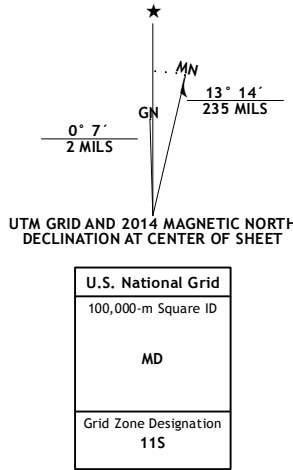 MN
GN
13° 14´
235 MILS
0° 7´
2 MILS
UTM GRID AND 2014 MAGNETIC NORTH
DECLINATION AT CENTER OF SHEET
U.S. National Grid
100,000-m Square ID
MD
Grid Zone Designation
11S